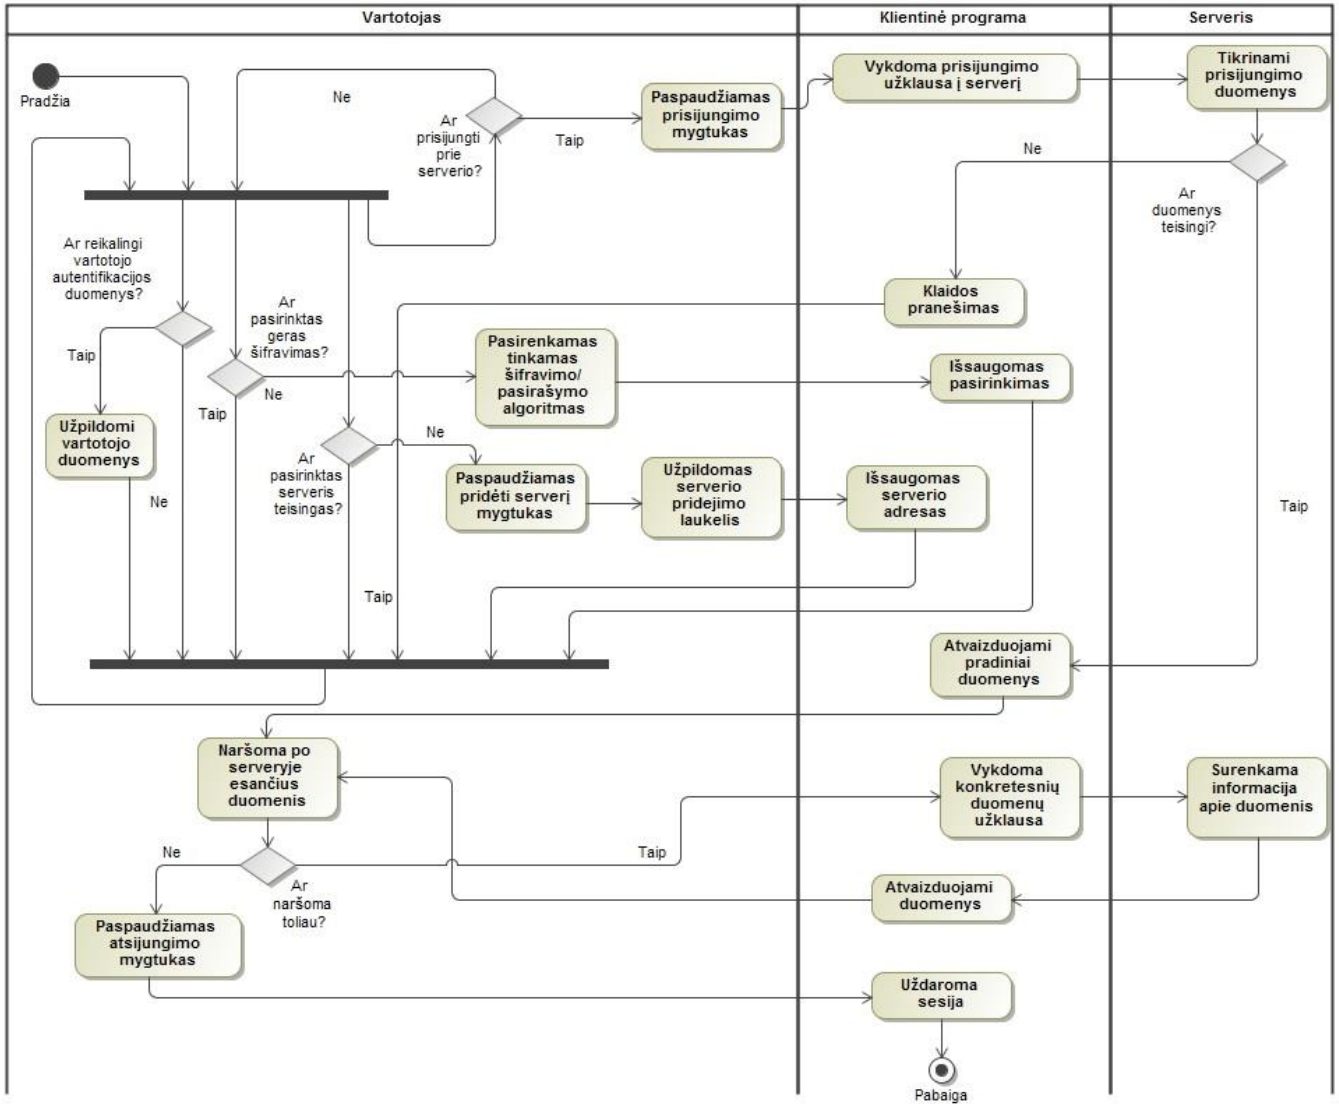 Vartotojas
Klientinė programa
Serveris
Pradžia
Ne
Ar
prisijungti
prie
serverio?
Taip
Paspaudžiamas
prisijungimo
mygtukas
Vykdoma prisijungimo
užklausa į serverį
Tikrinami
prisijungimo
duomenys
Ne
Ar
duomenys
teisingi?
Ar reikalingi
vartotojo
autentifikacijos
duomenys?
Klaidos
pranešimas
Ar
pasirinktas
geras
šifravimas?
Taip
Ne
Pasirenkamas
tinkamas
šifravimo/
pasirašymo
algoritmas
Išsaugomas
pasirinkimas
Taip
Užpildomi
vartotojo
duomenys
Ne
Ar
pasirinktas
serveris
teisingas?
Ne
Paspaudžiamas
pridėti serverį
mygtukas
Užpildomas
serverio
pridejimo
laukelis
Išsaugomas
serverio
adresas
Taip
Taip
Atvaizduojami
pradiniai
duomenys
Naršoma po
serveryje
esančius
duomenis
Vykdoma
konkretesnių
duomenų
užklausa
Surenkama
informacija
apie duomenis
Ne
Taip
Ar
naršoma
toliau?
Atvaizduojami
duomenys
Paspaudžiamas
atsijungimo
mygtukas
Uždaroma
sesija
Pabaiga